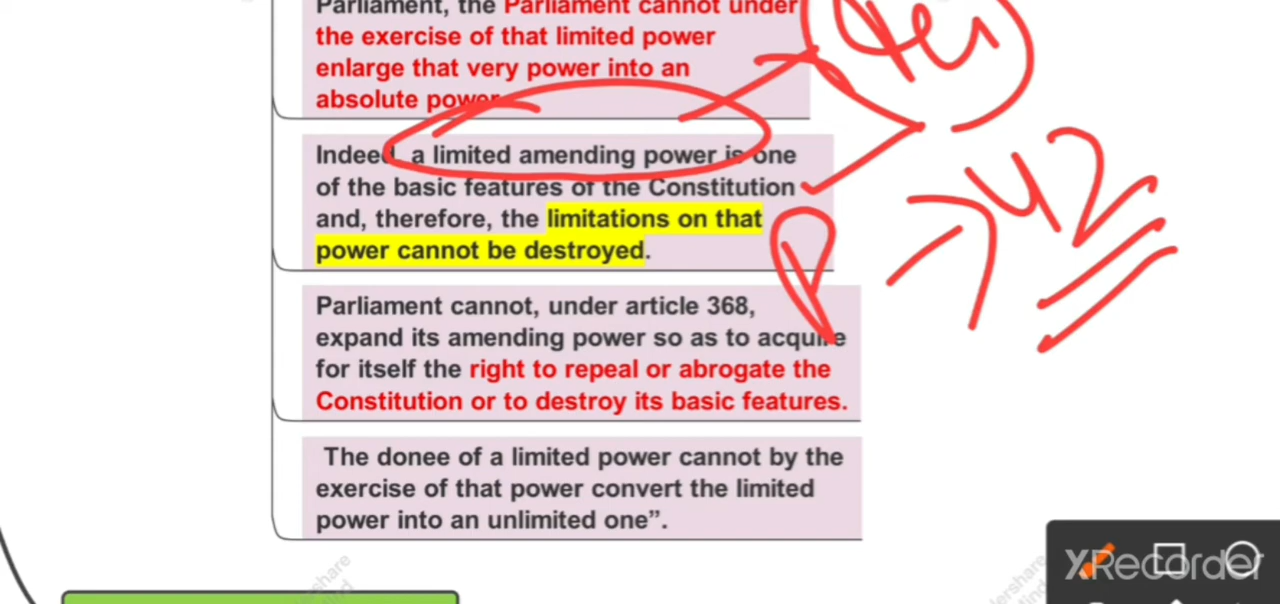 Parliament, the Parliament cannot under
the exercise of that limited power
enlarge that very power into an
absolute power
Indeed, a limited amending power is one
of the basic features of the Constitution
and, therefore, the limitations on that
power cannot be destroyed.
Parliament cannot, under article 368,
expand its amending power so as to acquire
for itself the right to repeal or abrogate the
Constitution or to destroy its basic features.
The donee of a limited power cannot by the
exercise of that power convert the limited
power into an unlimited one”.
42
XRecorder